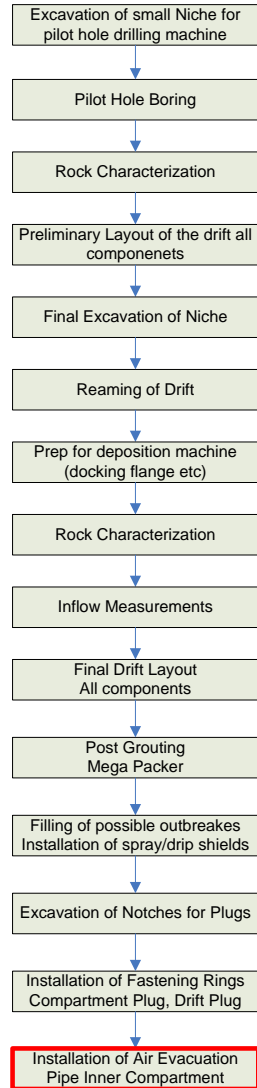 Excavation of small Niche for
pilot hole drilling machine
Pilot Hole Boring
Rock Characterization
Preliminary Layout of the drift all
componenets
Final Excavation of Niche
Reaming of Drift
Prep for deposition machine
(docking flange etc)
Rock Characterization
Inflow Measurements
Final Drift Layout
All components
Post Grouting
Mega Packer
Filling of possible outbreakes
Installation of spray/drip shields
Excavation of Notches for Plugs
Installation of Fastening Rings
Compartment Plug, Drift Plug
Installation of Air Evacuation
Pipe Inner Compartment